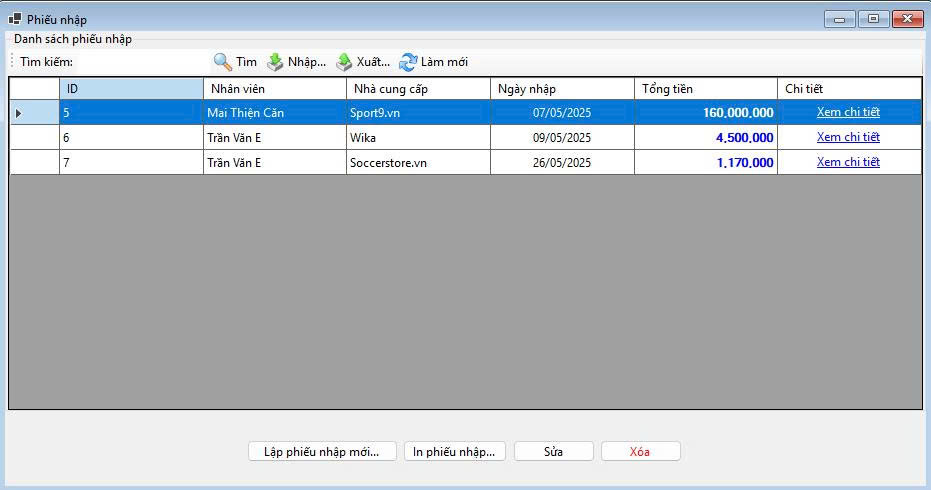 Phiếu nhập
Danh sách phiếu nhập
Tìm kiếm: Tìm Nhập... Xuất... Làm mới
ID Nhân viên Nhà cung cấp Ngày nhập Tổng tiền Chi tiết
5 Mai Thiện Căn Sport9.vn 07/05/2025 160,000,000 Xem chi tiết
6 Trần Văn E Wika 09/05/2025 4,500,000 Xem chi tiết
7 Trần Văn E Soccerstore.vn 26/05/2025 1,170,000 Xem chi tiết
Lập phiếu nhập mới... In phiếu nhập... Sửa Xóa